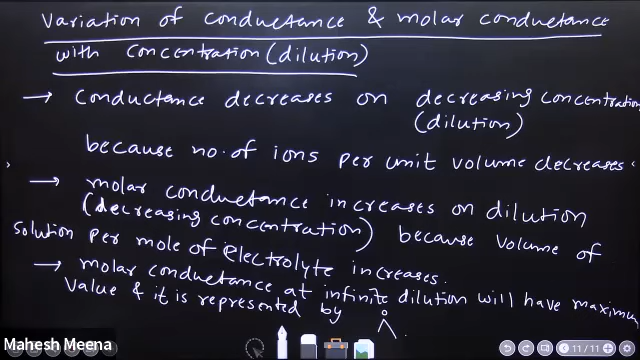 Variation of conductance & molar conductance
with concentration (dilution)
→ Conductance decreases on decreasing concentration
(dilution)
because no. of ions per unit volume decreases.
→ molar conductance increases on dilution
(decreasing concentration) because volume of
solution per mole of electrolyte increases.
→ molar conductance at infinite dilution will have maximum
value & it is represented by Λ°.
Mahesh Meena
11/11